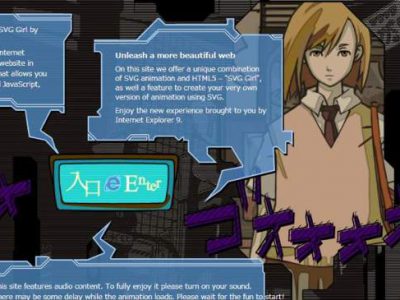 SVG Girl by
nternet
website in
hat allows you
d JavaScript,
Unleash a more beautiful web
On this site we offer a unique combination
of SVG animation and HTML5 – "SVG Girl",
as well a feature to create your very own
version of animation using SVG.
Enjoy the new experience brought to you by
Internet Explorer 9.
入口 Enter
his site features audio content. To fully enjoy it please turn on your sound.
here may be some delay while the animation loads. Please wait for the fun to start!